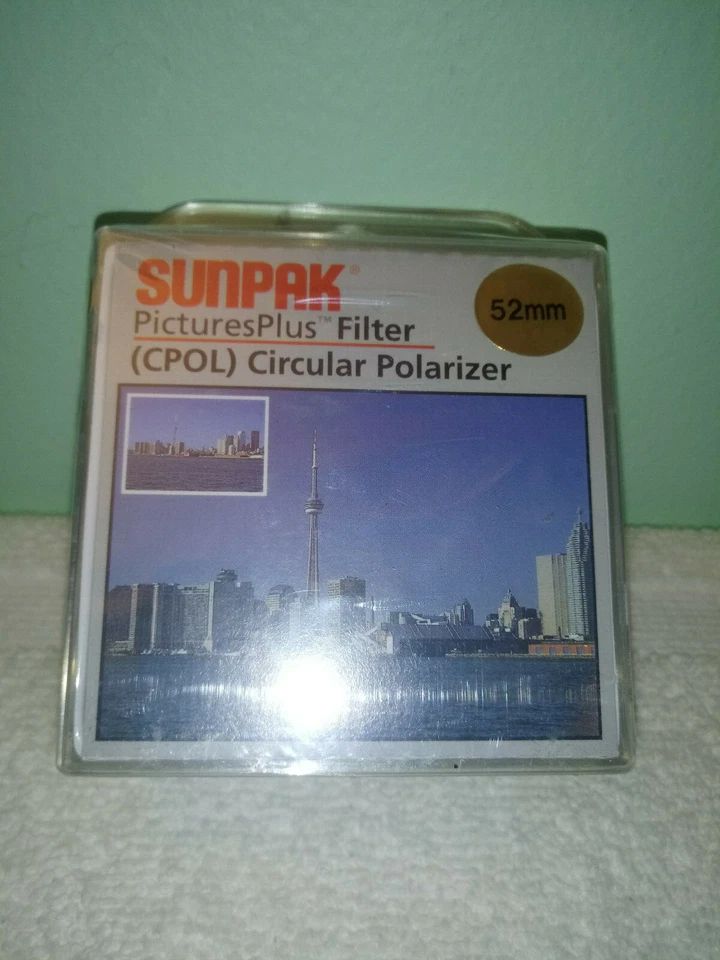 SUNPAK®
52mm
PicturesPlus™ Filter
(CPOL) Circular Polarizer